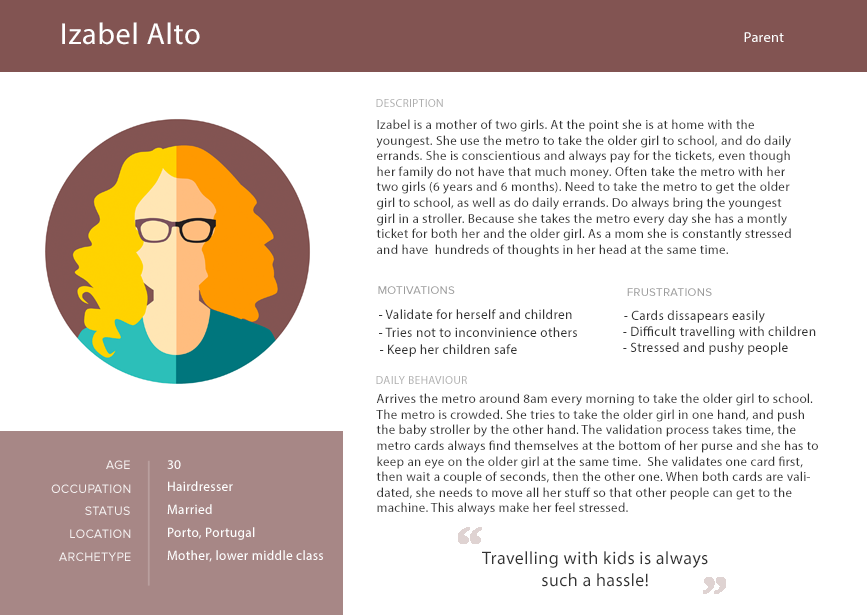 Izabel Alto
Parent
DESCRIPTION
Izabel is a mother of two girls. At the point she is at home with the
youngest. She use the metro to take the older girl to school, and do daily
errands. She is conscientious and always pay for the tickets, even though
her family do not have that much money. Often take the metro with her
two girls (6 years and 6 months). Need to take the metro to get the older
girl to school, as well as do daily errands. Do always bring the youngest
girl in a stroller. Because she takes the metro every day she has a montly
ticket for both her and the older girl. As a mom she is constantly stressed
and have hundreds of thoughts in her head at the same time.
MOTIVATIONS
- Validate for herself and children
- Tries not to inconvinience others
- Keep her children safe
FRUSTRATIONS
- Cards dissapears easily
- Difficult travelling with children
- Stressed and pushy people
DAILY BEHAVIOUR
Arrives the metro around 8am every morning to take the older girl to school.
The metro is crowded. She tries to take the older girl in one hand, and push
the baby stroller by the other hand. The validation process takes time, the
metro cards always find themselves at the bottom of her purse and she has to
keep an eye on the older girl at the same time. She validates one card first,
then wait a couple of seconds, then the other one. When both cards are vali-
dated, she needs to move all her stuff so that other people can get to the
machine. This always make her feel stressed.
AGE 30
OCCUPATION Hairdresser
STATUS Married
LOCATION Porto, Portugal
ARCHETYPE Mother, lower middle class
“Travelling with kids is always
such a hassle!”